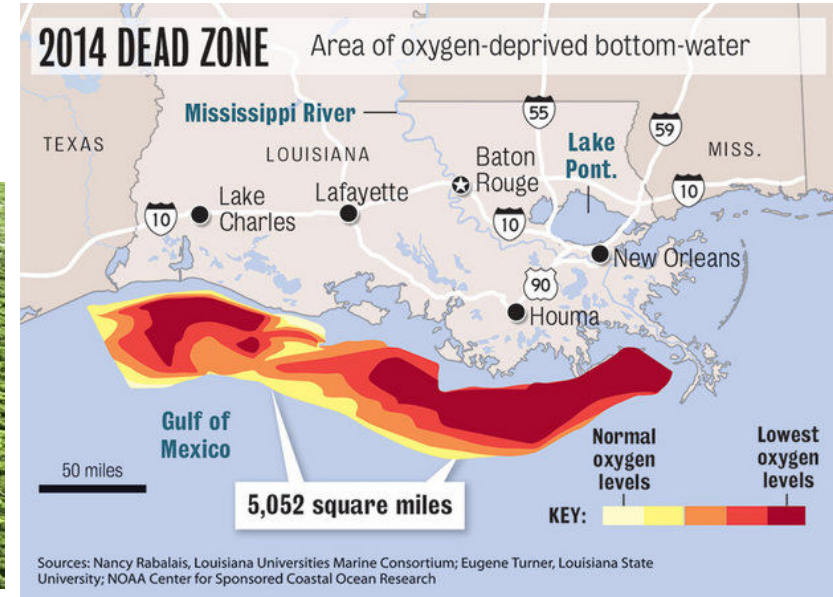 2014 DEAD ZONE
Area of oxygen-deprived bottom-water
Mississippi River
55
59
TEXAS
LOUISIANA
Baton
Rouge
Lake
Pont.
MISS.
10
Lake
Charles
Lafayette
10
10
New Orleans
90
Houma
Gulf of
Mexico
50 miles
5,052 square miles
Normal
oxygen
levels
Lowest
oxygen
levels
KEY:
Sources: Nancy Rabalais, Louisiana Universities Marine Consortium; Eugene Turner, Louisiana State
University; NOAA Center for Sponsored Coastal Ocean Research